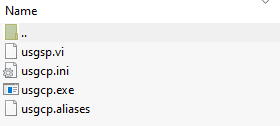 Name
..
usgsp.vi
usgcp.ini
usgcp.exe
usgcp.aliases